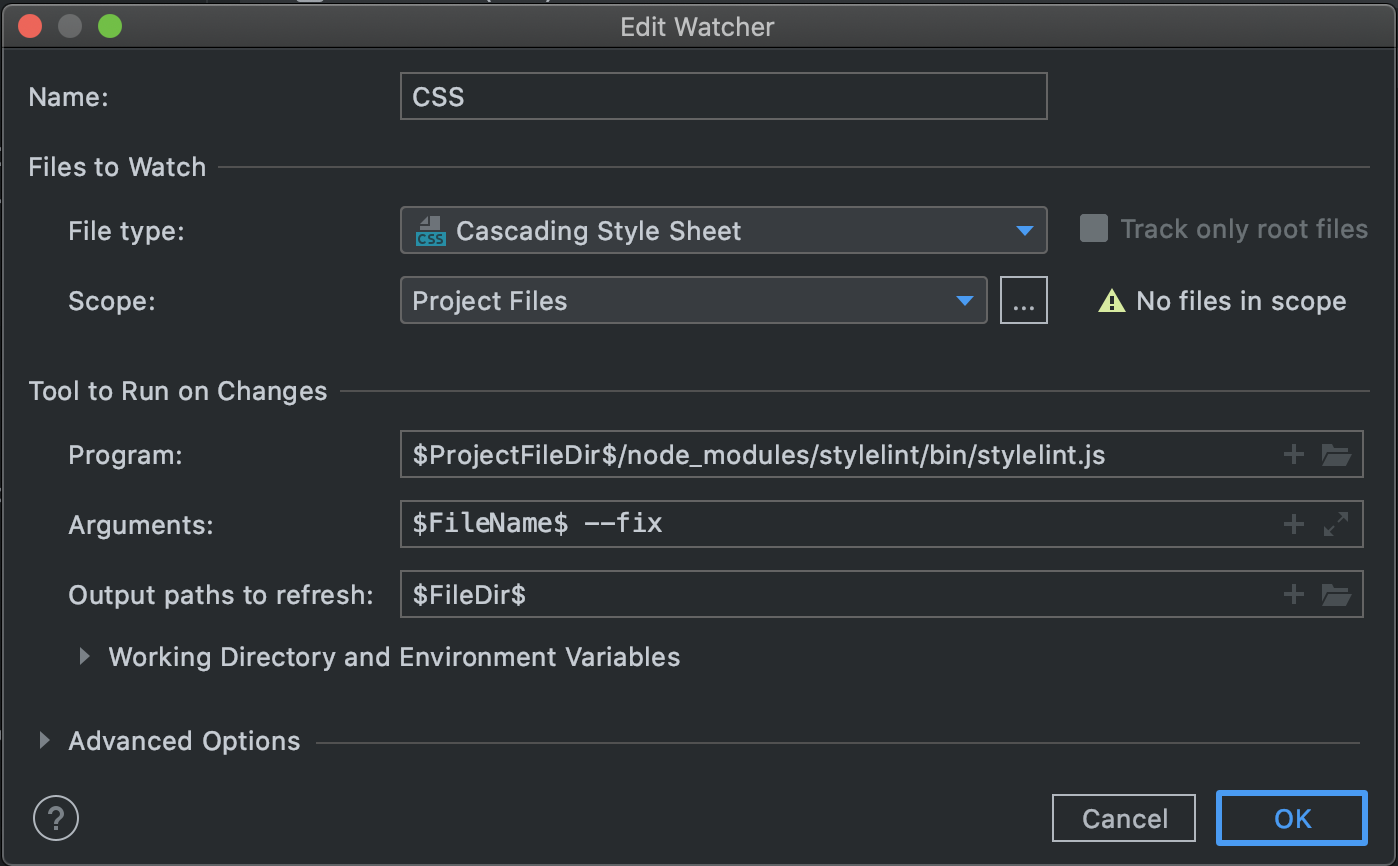 Edit Watcher
Name: CSS
Files to Watch
File type: CSS Cascading Style Sheet Track only root files
Scope: Project Files ... No files in scope
Tool to Run on Changes
Program: $ProjectFileDir$/node_modules/stylelint/bin/stylelint.js
Arguments: $FileName$ --fix
Output paths to refresh: $FileDir$
Working Directory and Environment Variables
Advanced Options
? Cancel OK